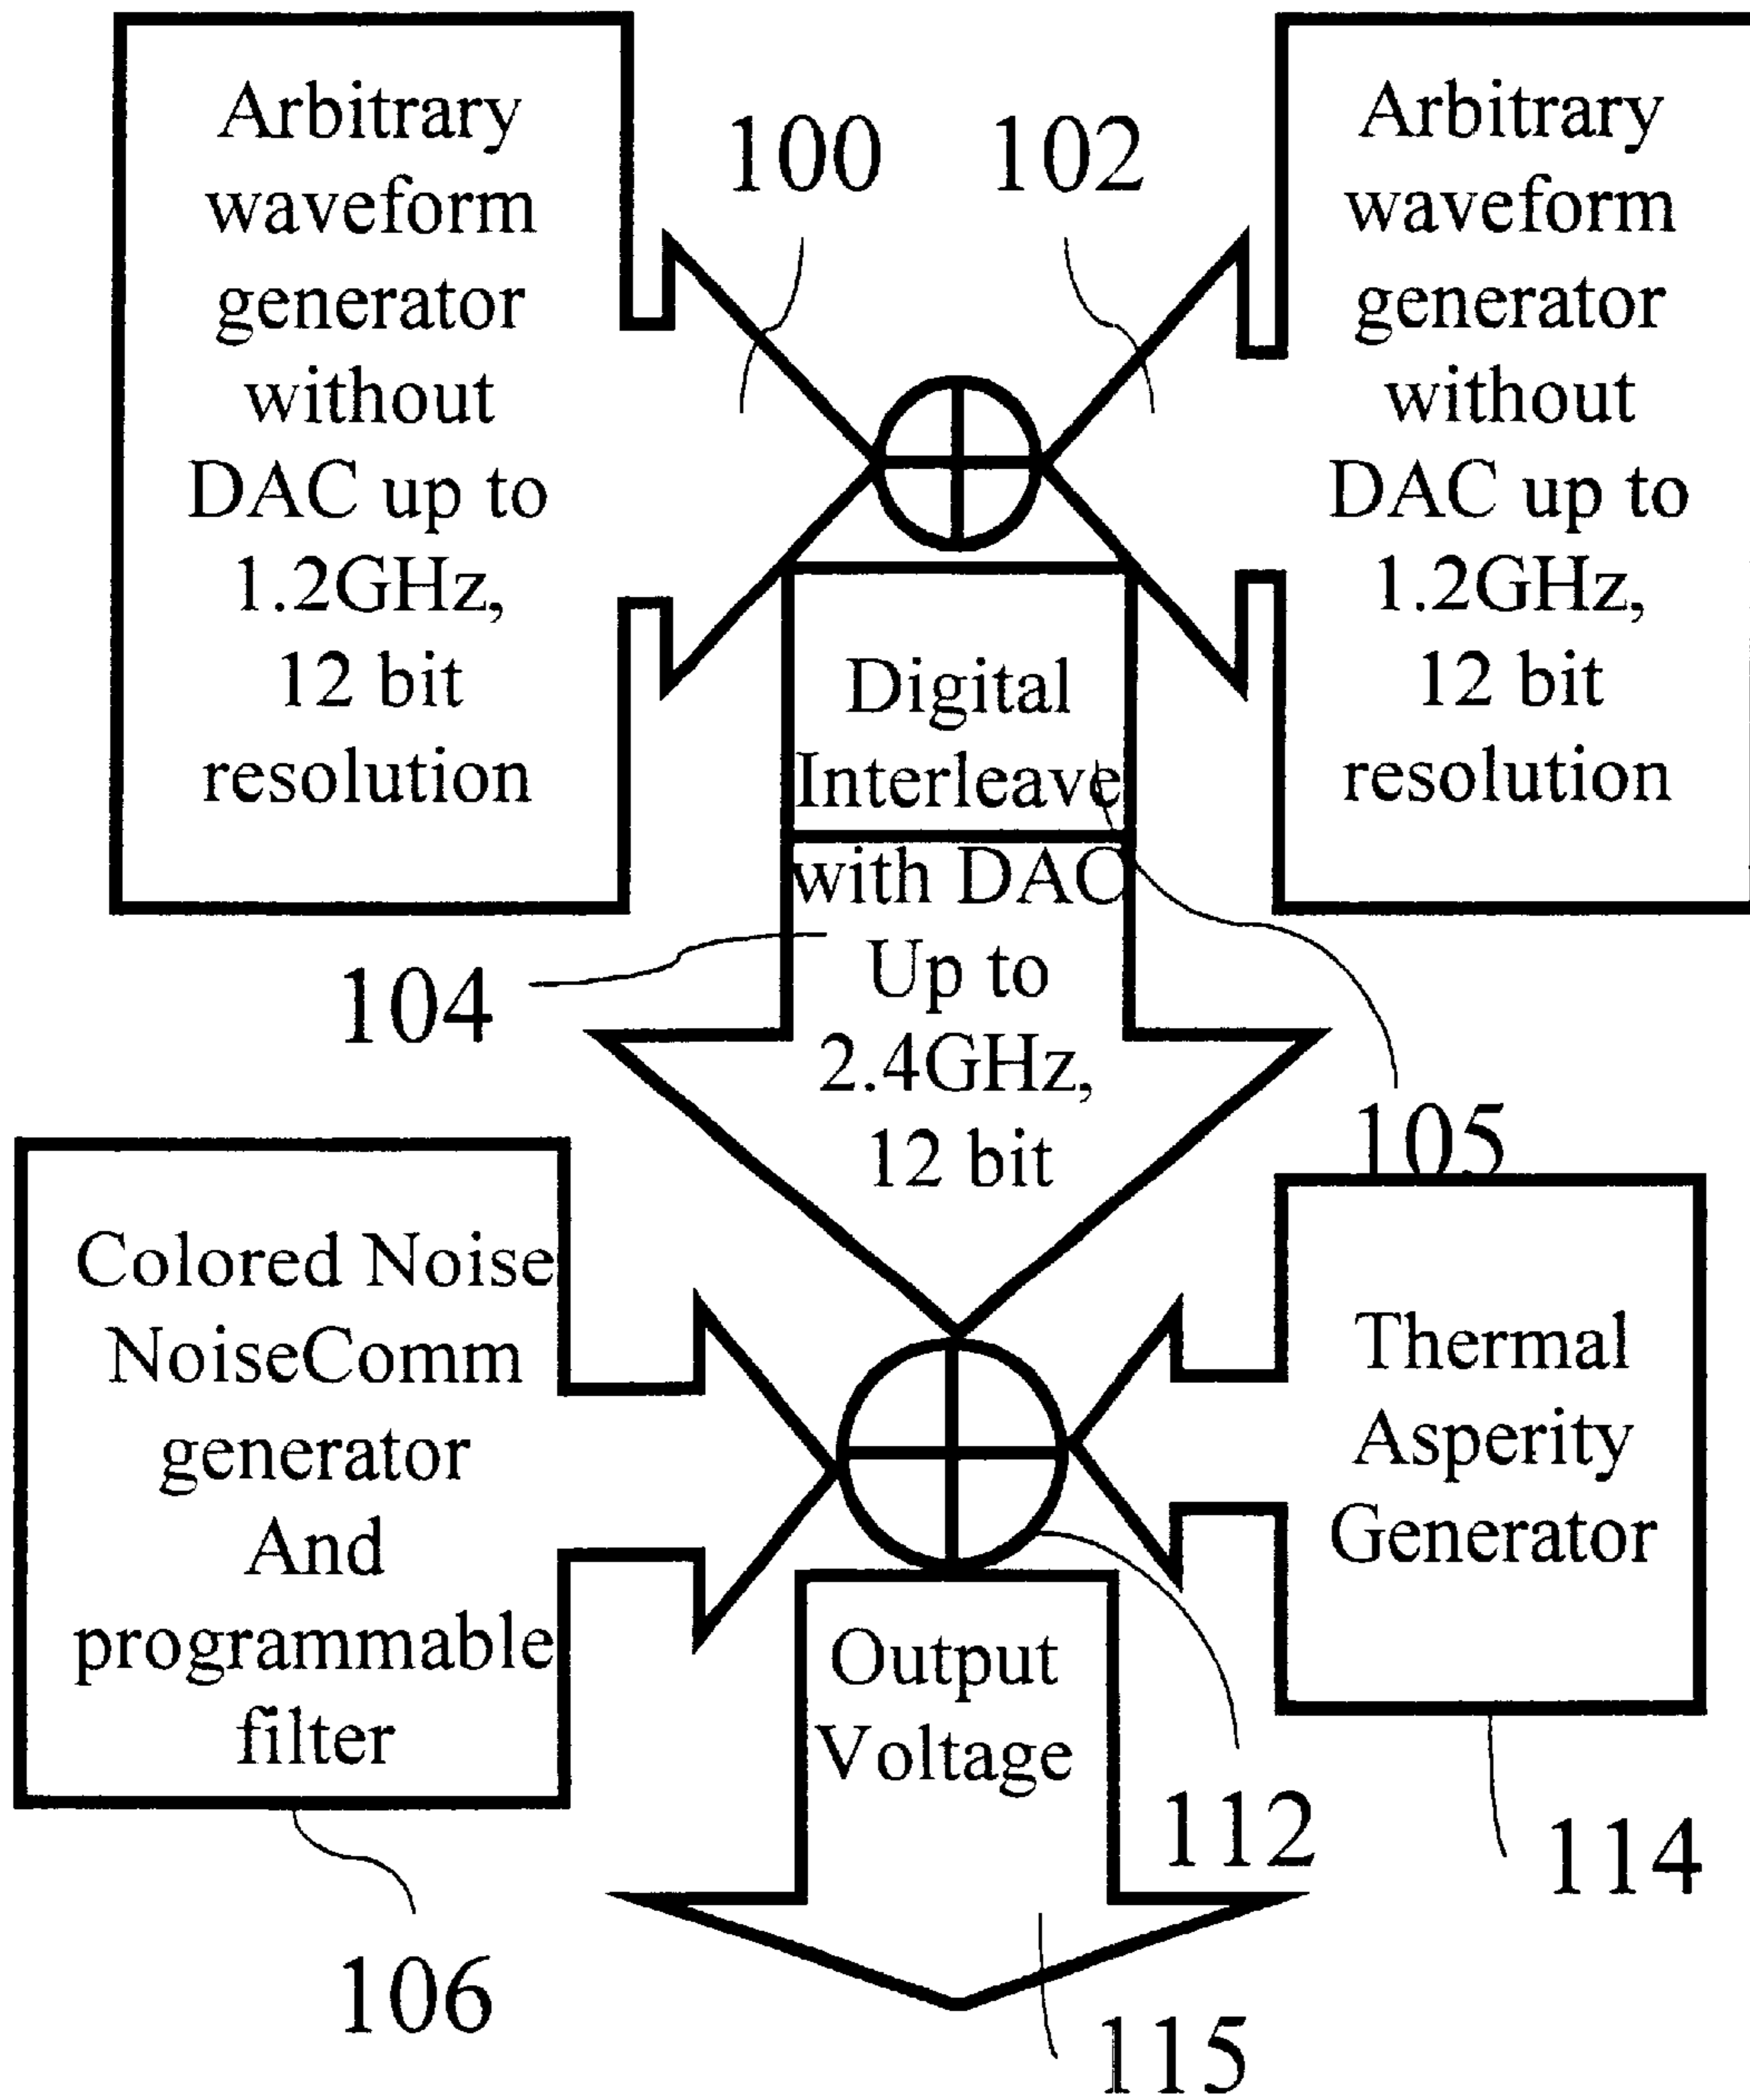 Arbitrary
waveform
generator
without
DAC up to
1.2GHz,
12 bit
resolution
100
102
Arbitrary
waveform
generator
without
DAC up to
1.2GHz,
12 bit
resolution
Digital
Interleave
with DAC
Up to
2.4GHz,
12 bit
104
105
Colored Noise
NoiseComm
generator
And
programmable
filter
Thermal
Asperity
Generator
Output
Voltage
112
114
106
115